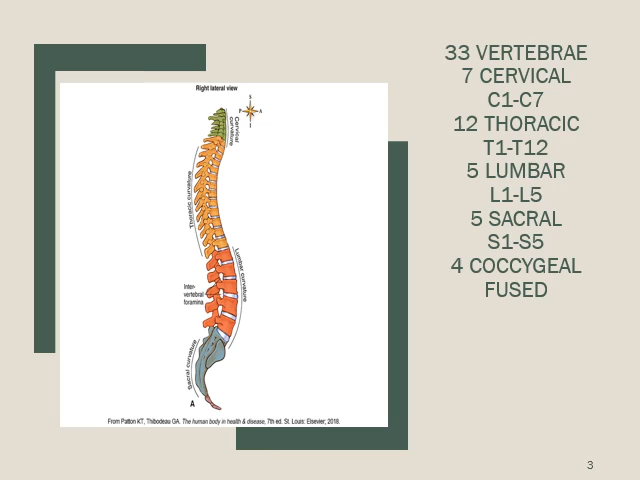 33 VERTEBRAE
7 CERVICAL
C1-C7
12 THORACIC
T1-T12
5 LUMBAR
L1-L5
5 SACRAL
S1-S5
4 COCCYGEAL
FUSED
Right lateral view
S
P
A
I
Cervical
curvature
Thoracic curvature
Lumbar curvature
Inter-
vertebral
foramina
Sacral curvature
A
From Patton KT, Thibodeau GA. The human body in health & disease, 7th ed. St. Louis: Elsevier; 2018.
3